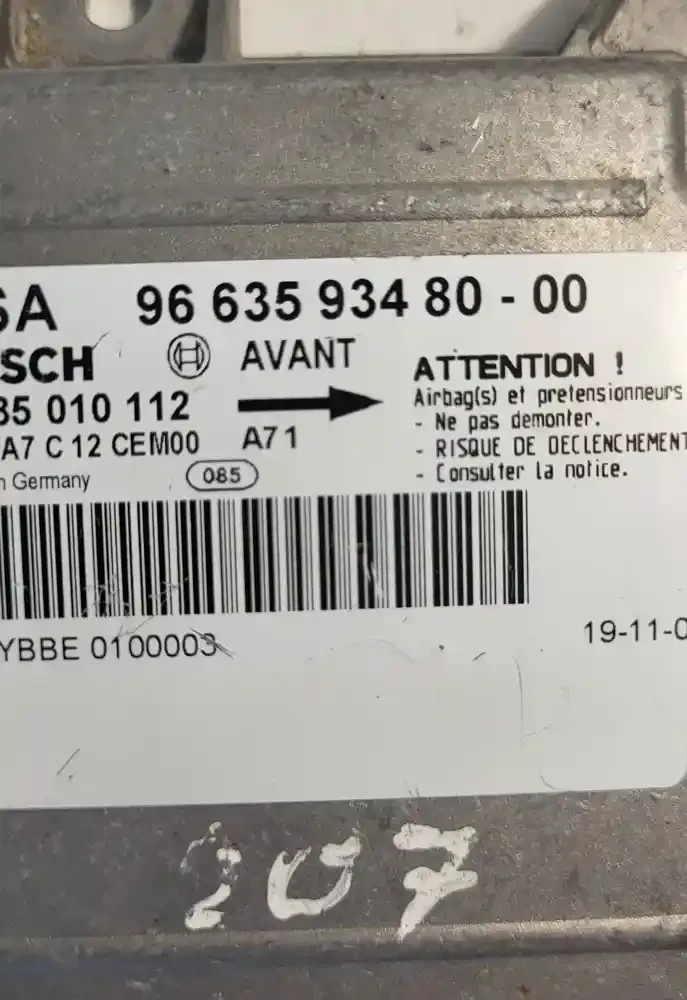 SA 96 635 934 80 - 00
SCH AVANT
ATTENTION !
35 010 112
Airbag(s) et pretensionneurs
- Ne pas demonter.
A7 C 12 CEM00 A71
- RISQUE DE DECLENCHEMENT
n Germany 085
- Consulter la notice.
YBBE 0100003
19-11-0
207